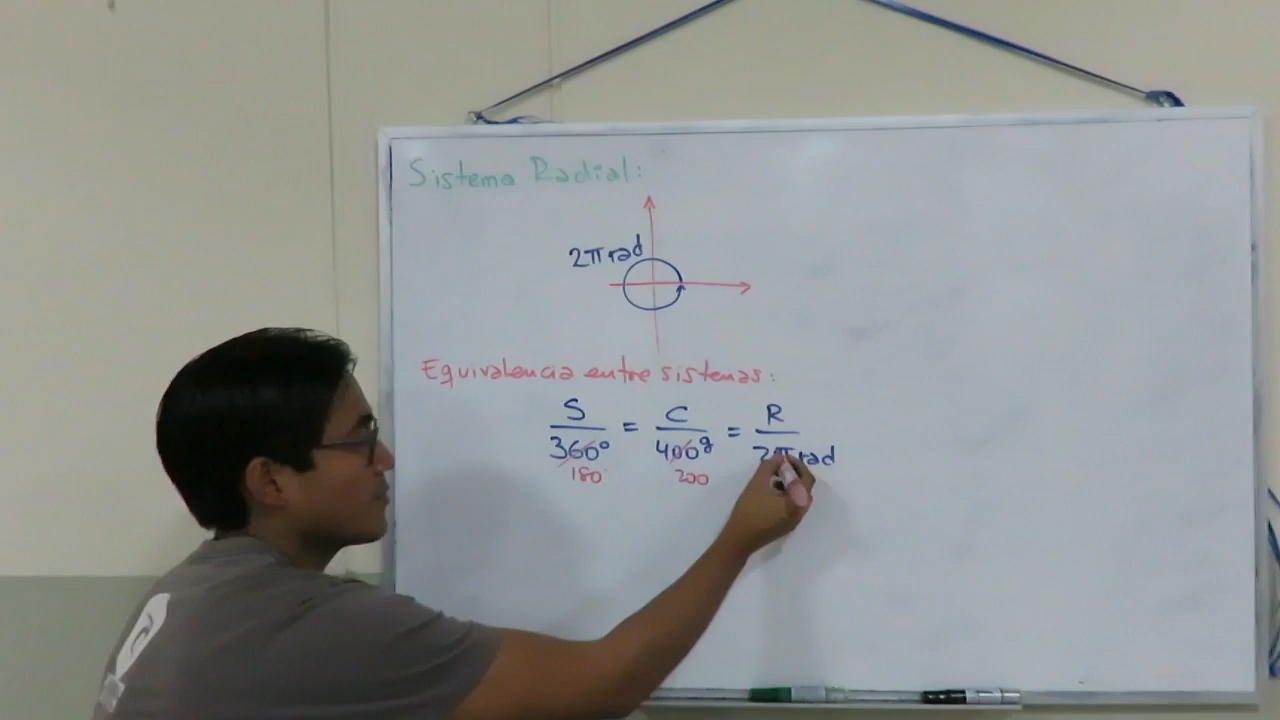 Sistema Radial:
2π rad
Equivalencia entre sistemas:
S/360° = C/400g = R/2π rad
180 200